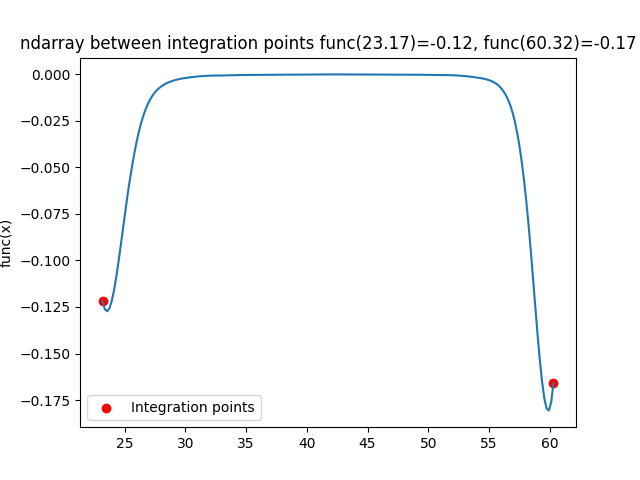 ndarray between integration points func(23.17)=-0.12, func(60.32)=-0.17
0.000
−0.025
−0.050
−0.075
−0.100
−0.125
−0.150
−0.175
func(x)
Integration points
25 30 35 40 45 50 55 60